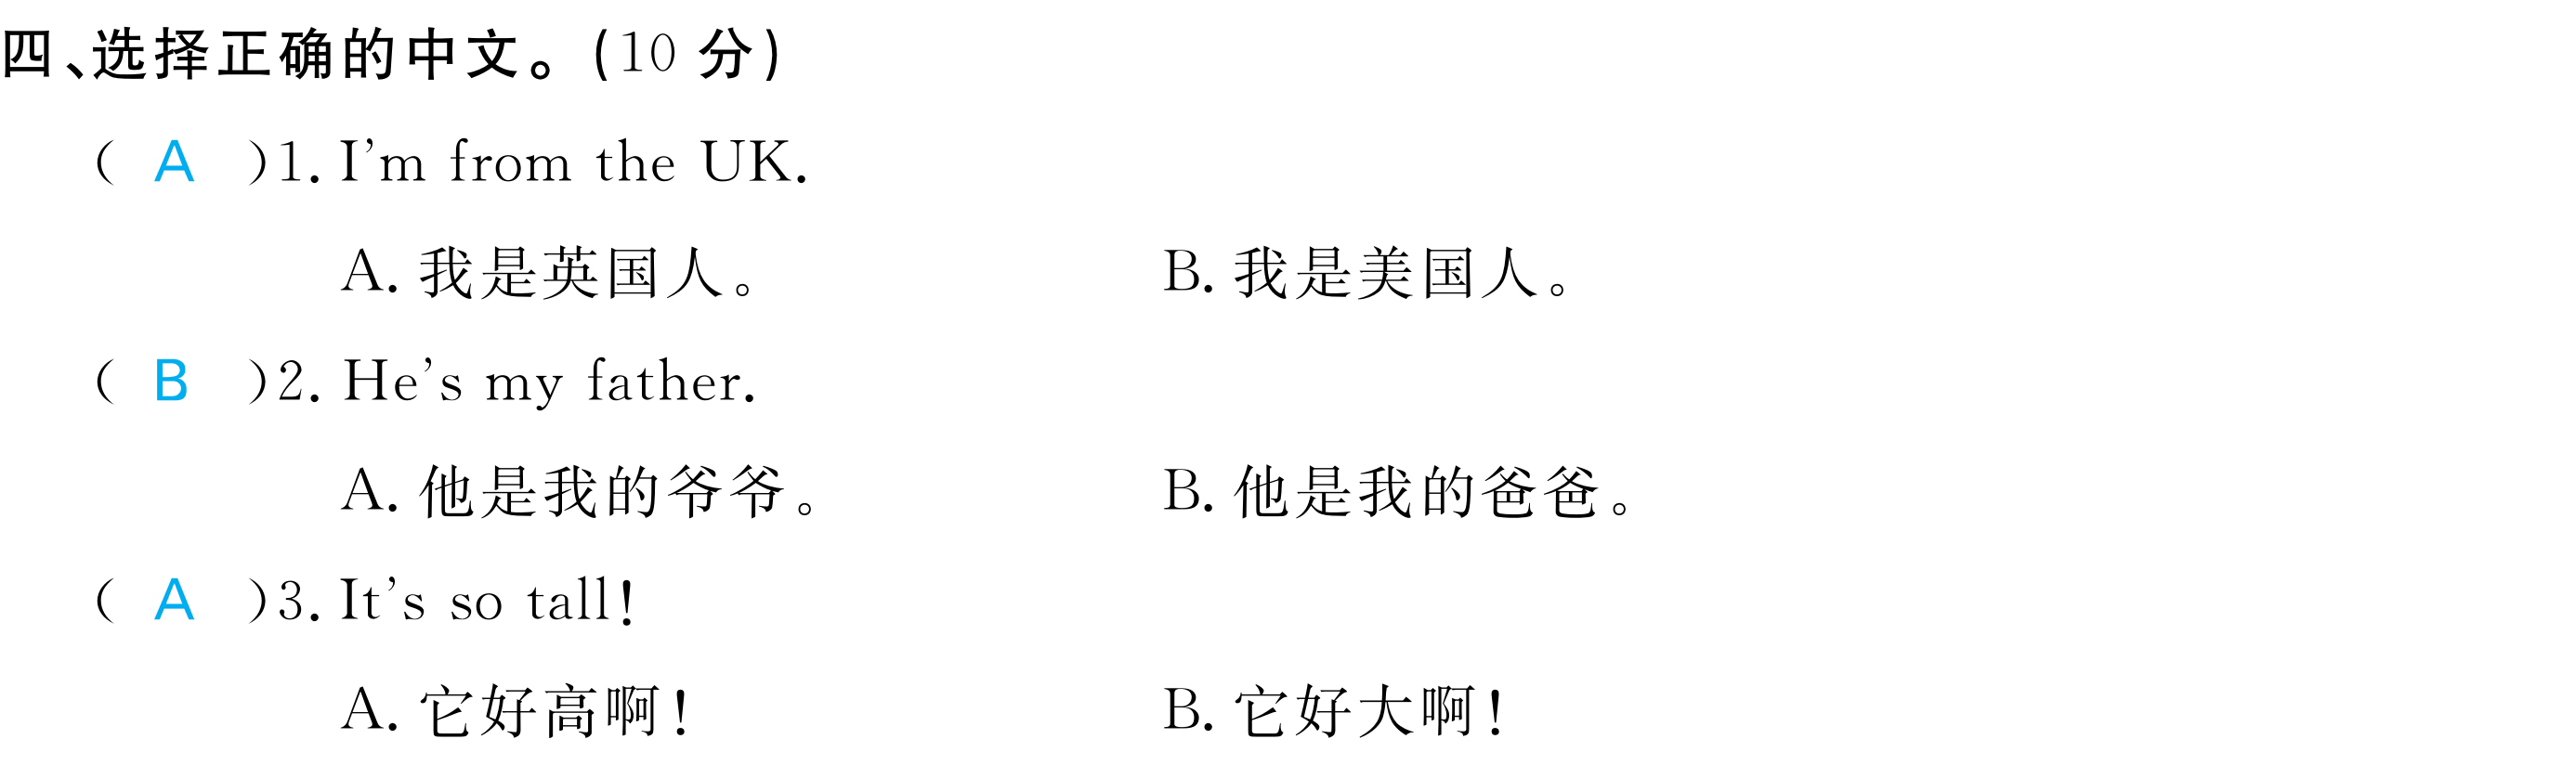 四、选择正确的中文。(10 分)
( A )1. I'm from the UK.
A. 我是英国人。 B. 我是美国人。
( B )2. He's my father.
A. 他是我的爷爷。 B. 他是我的爸爸。
( A )3. It's so tall!
A. 它好高啊! B. 它好大啊!